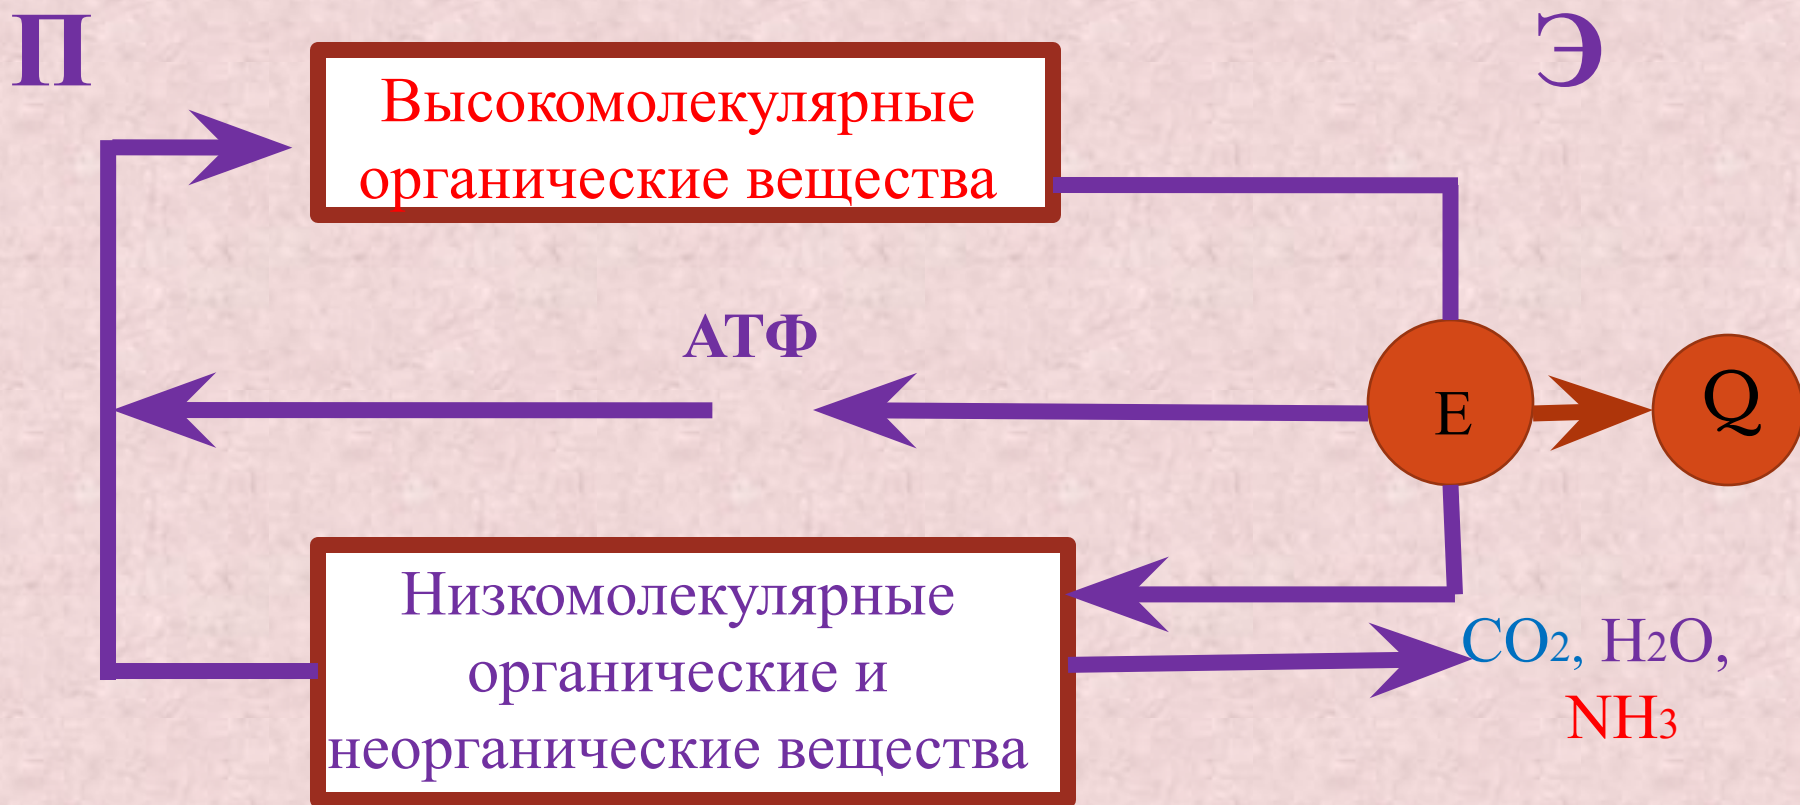 П
Э
Высокомолекулярные
органические вещества
АТФ
E
Q
Низкомолекулярные
органические и
неорганические вещества
CO2, H2O,
NH3